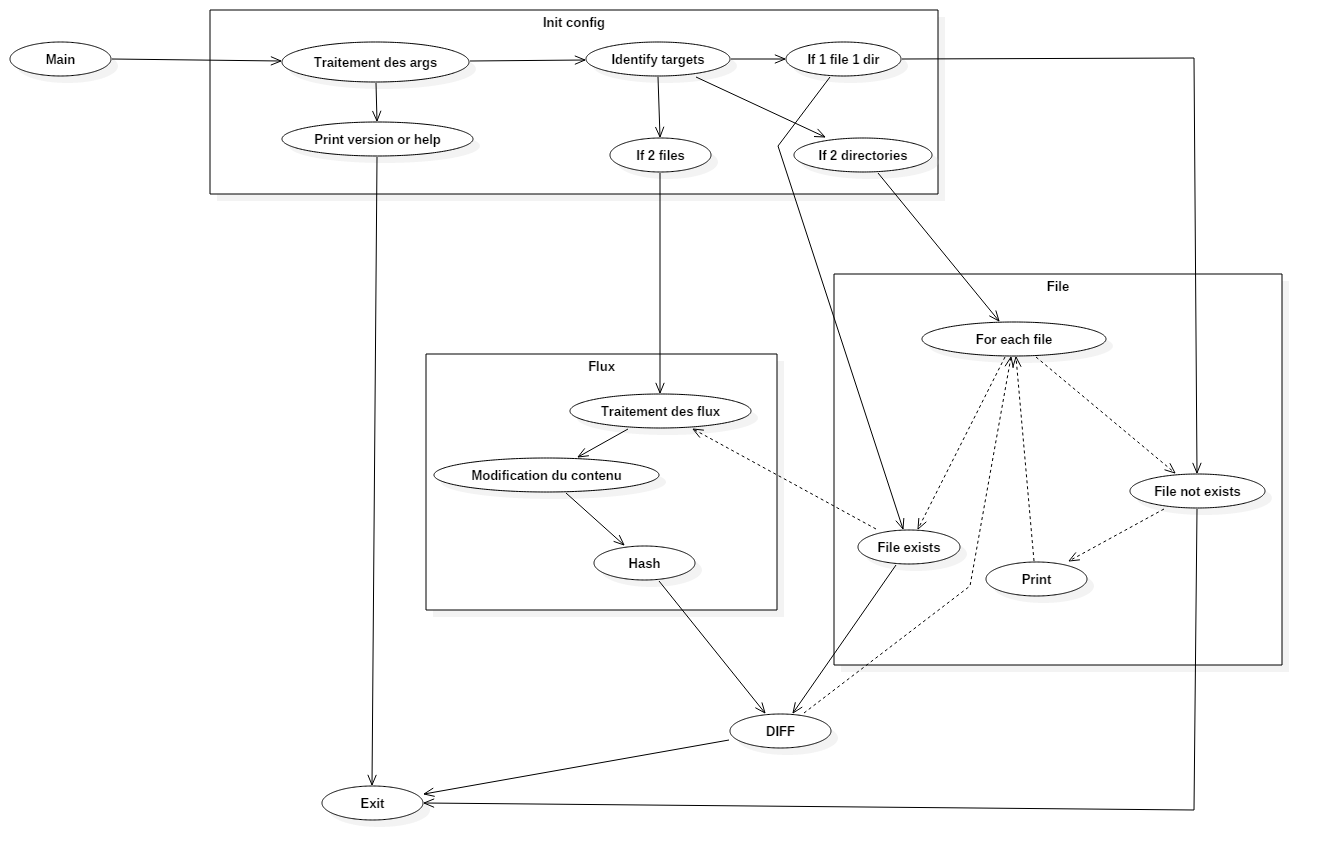 Init config
Main
Traitement des args
Identify targets
If 1 file 1 dir
Print version or help
If 2 files
If 2 directories
File
For each file
Flux
Traitement des flux
Modification du contenu
File not exists
File exists
Hash
Print
DIFF
Exit